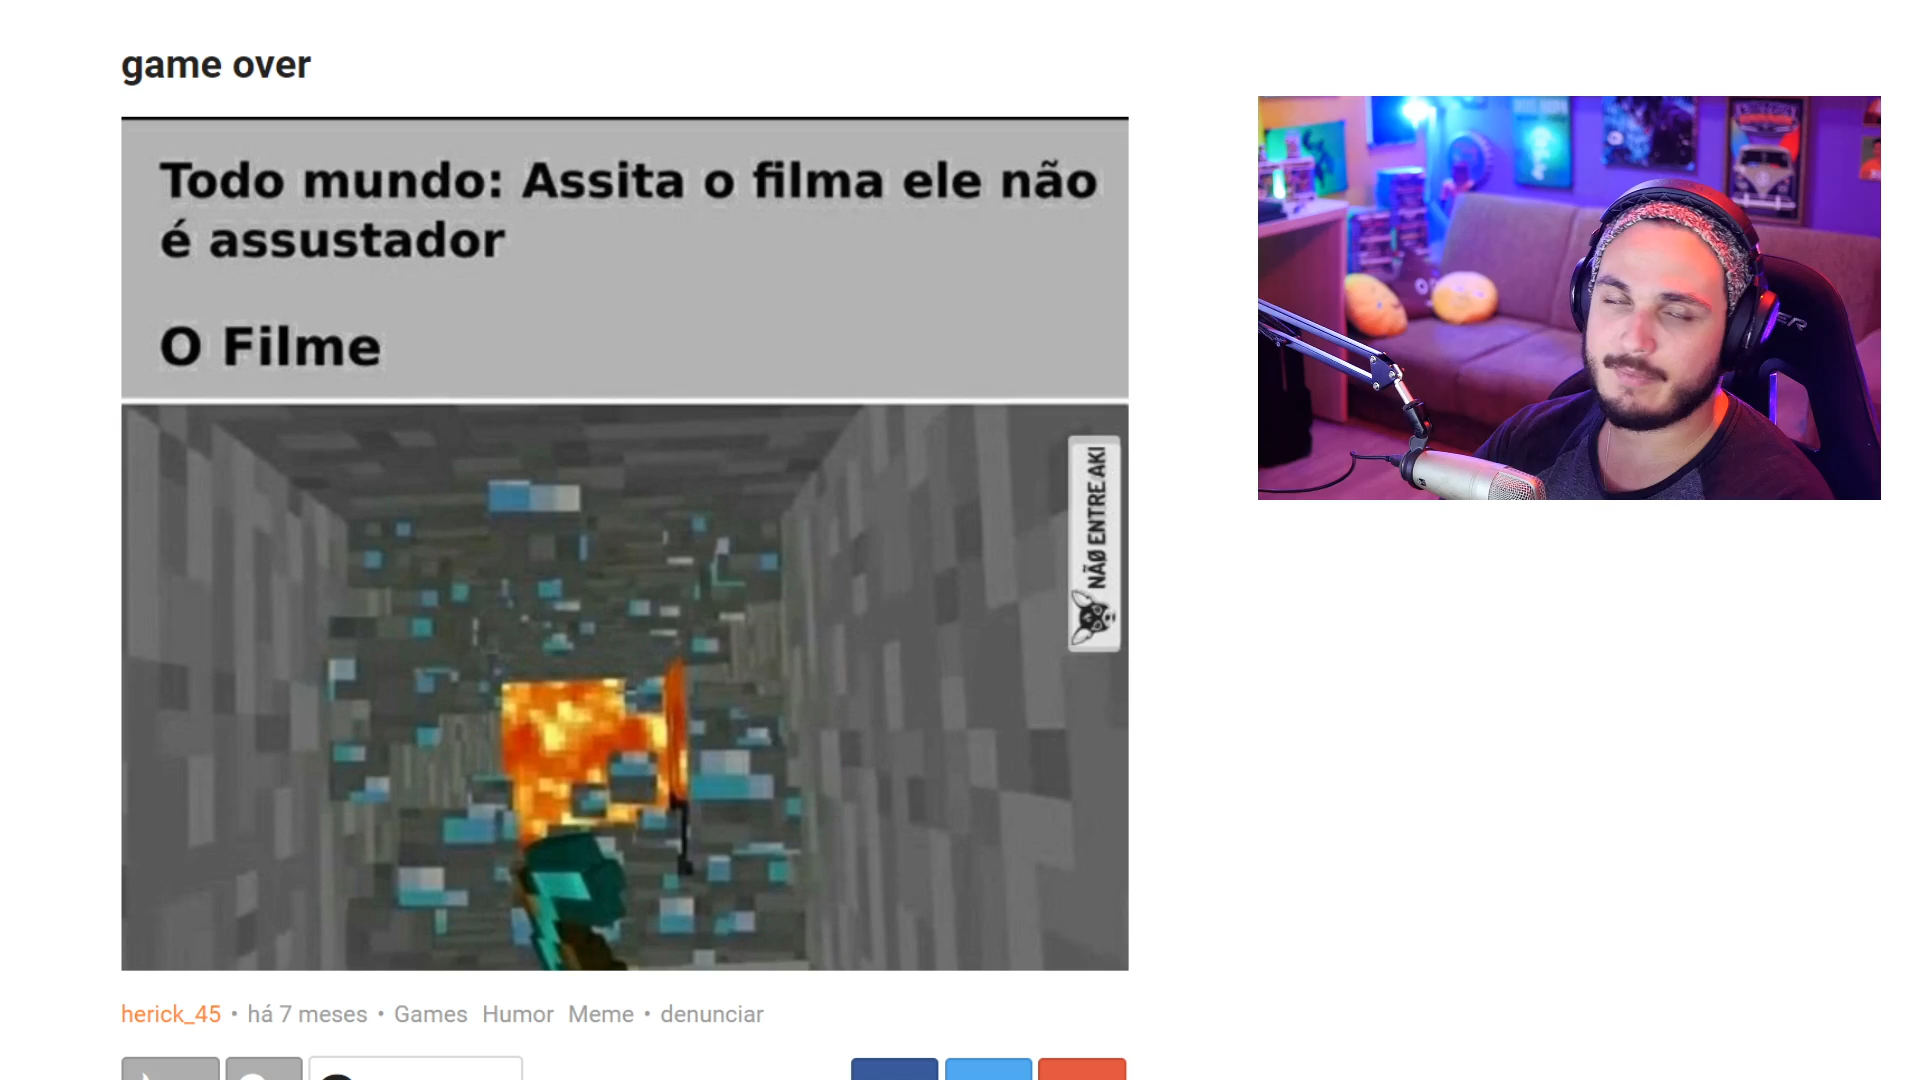 game over
Todo mundo: Assita o filma ele não
é assustador
O Filme
NÃØ ENTRE AKI
herick_45 • há 7 meses • Games Humor Meme • denunciar